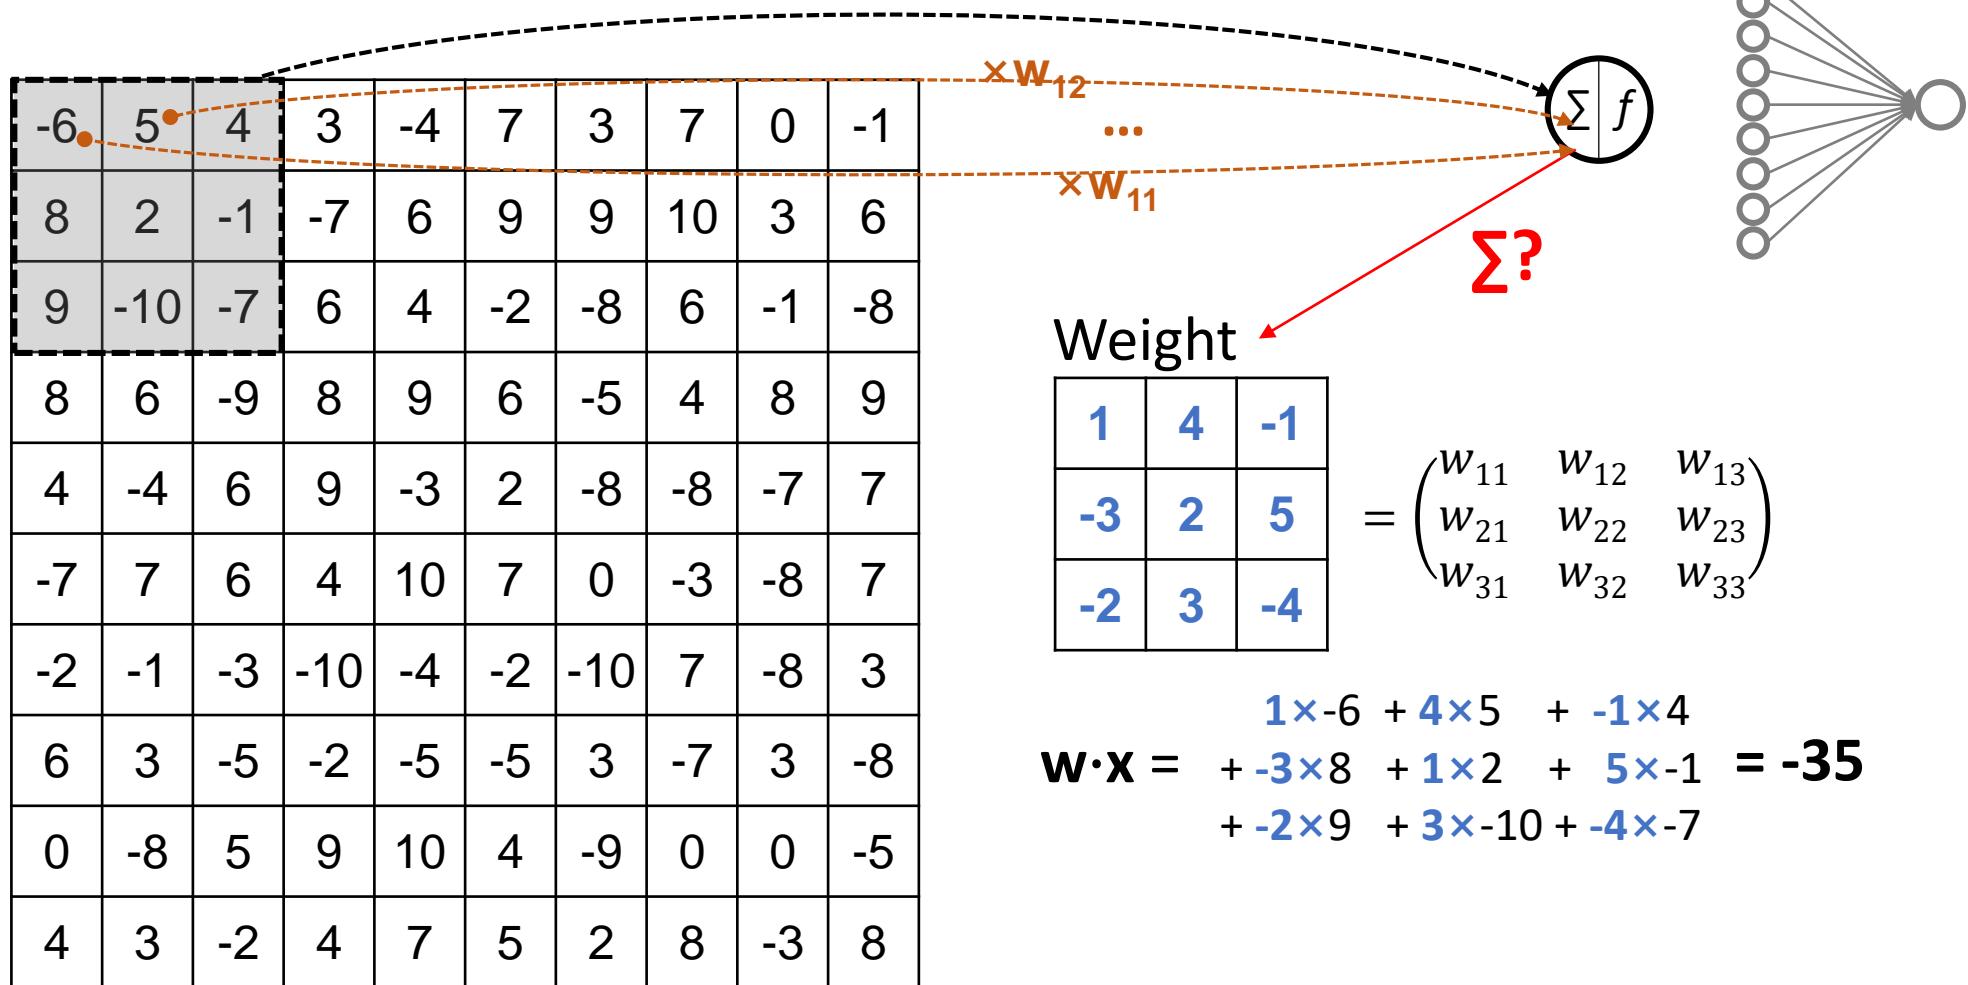 ×w₁₂
-6 5 4 3 -4 7 3 7 0 -1
...
∑ f
×w₁₁
8 2 -1 -7 6 9 9 10 3 6
∑?
9 -10 -7 6 4 -2 -8 6 -1 -8
Weight
8 6 -9 8 9 6 -5 4 8 9
1 4 -1
4 -4 6 9 -3 2 -8 -8 -7 7
-3 2 5
= (w₁₁ w₁₂ w₁₃
w₂₁ w₂₂ w₂₃
w₃₁ w₃₂ w₃₃)
-7 7 6 4 10 7 0 -3 -8 7
-2 3 -4
-2 -1 -3 -10 -4 -2 -10 7 -8 3
6 3 -5 -2 -5 -5 3 -7 3 -8
0 -8 5 9 10 4 -9 0 0 -5
4 3 -2 4 7 5 2 8 -3 8
1×-6 + 4×5 + -1×4
w·x = + -3×8 + 1×2 + 5×-1 = -35
+ -2×9 + 3×-10 + -4×-7